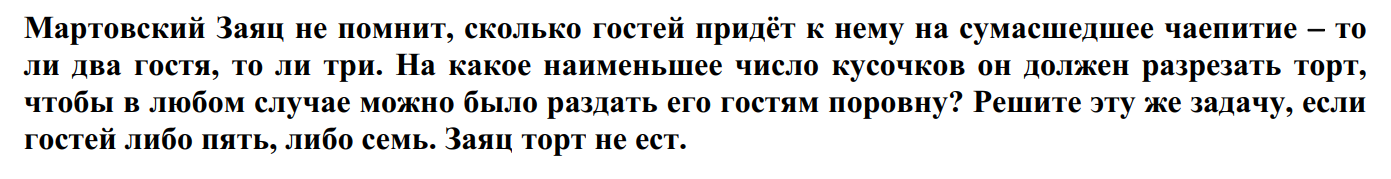 Мартовский Заяц не помнит, сколько гостей придёт к нему на сумасшедшее чаепитие – то
ли два гостя, то ли три. На какое наименьшее число кусочков он должен разрезать торт,
чтобы в любом случае можно было раздать его гостям поровну? Решите эту же задачу, если
гостей либо пять, либо семь. Заяц торт не ест.